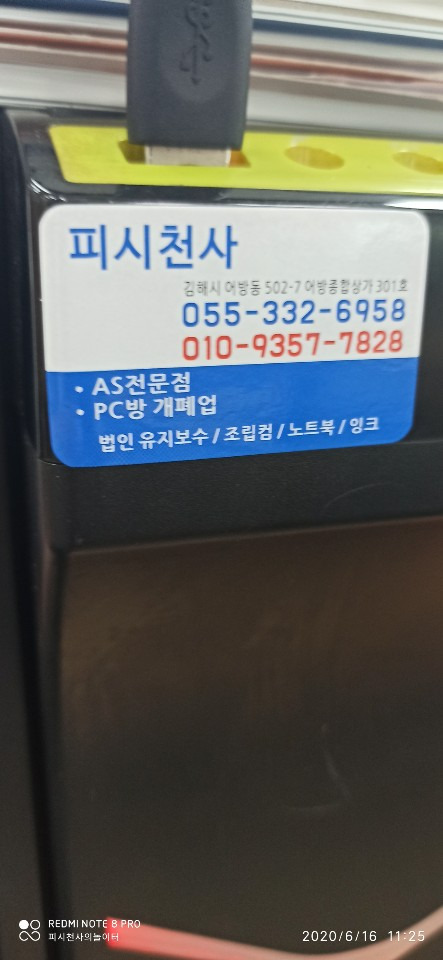 피시천사
김해시 어방동 502-7 어방종합상가 301호
055-332-6958
010-9357-7828
• AS전문점
• PC방 개폐업
법인 유지보수 / 조립컴 / 노트북 / 잉크
REDMI NOTE 8 PRO
피시천사의놀이터
2020/6/16 11:25